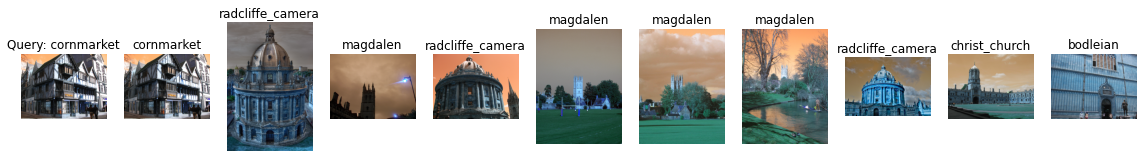 Query: cornmarket
cornmarket
radcliffe_camera
magdalen
radcliffe_camera
magdalen
magdalen
magdalen
radcliffe_camera
christ_church
bodleian